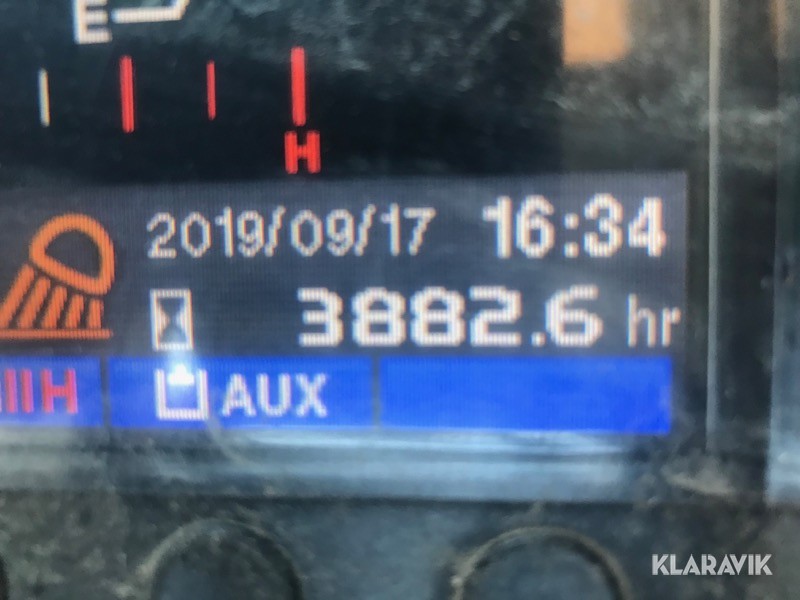 E
H
2019/09/17 16:34
3882.6 hr
H AUX
KLARAVIK